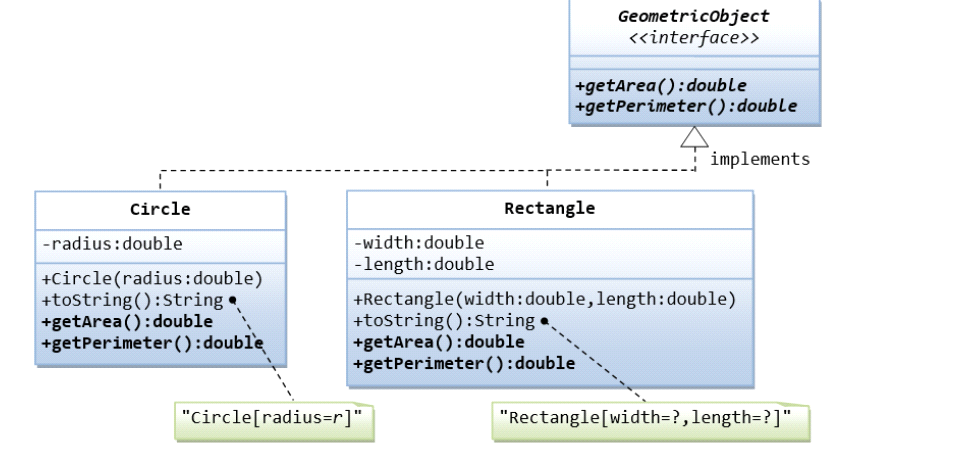 GeometricObject
<<interface>>
+getArea():double
+getPerimeter():double
implements
Circle
-radius:double
+Circle(radius:double)
+toString():String
+getArea():double
+getPerimeter():double
"Circle[radius=r]"
Rectangle
-width:double
-length:double
+Rectangle(width:double,length:double)
+toString():String
+getArea():double
+getPerimeter():double
"Rectangle[width=?,length=?]"